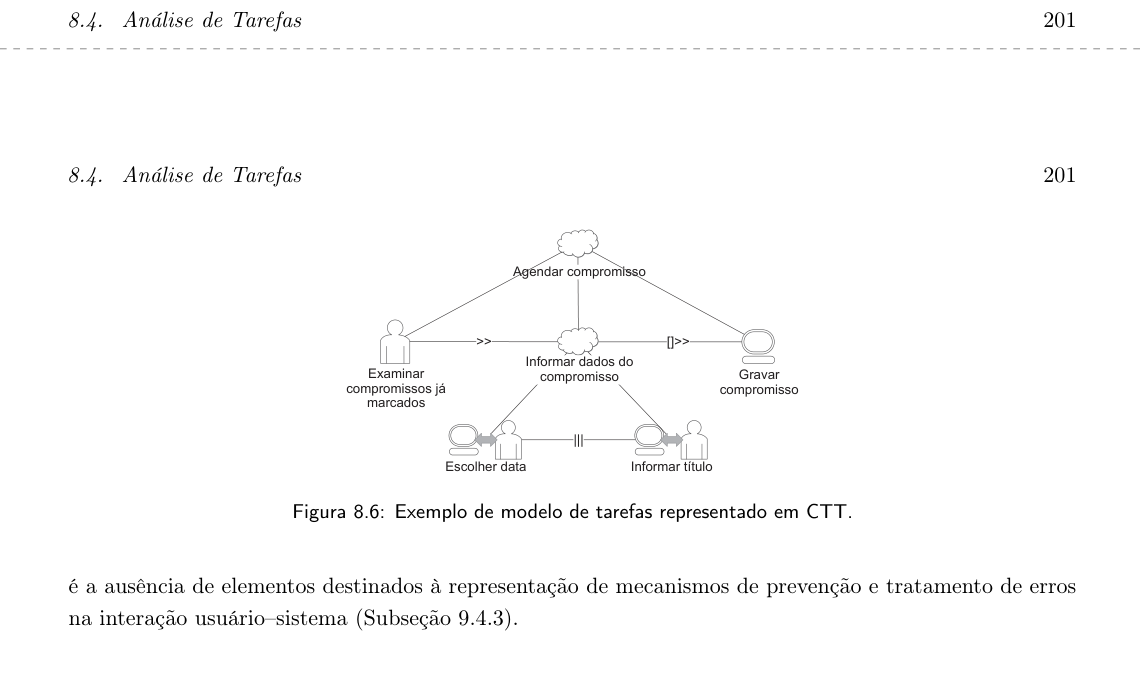 8.4. Análise de Tarefas 201
8.4. Análise de Tarefas 201
Agendar compromisso
>> []>>
Informar dados do
compromisso
Examinar
compromissos já
marcados
Gravar
compromisso
|||
Escolher data Informar título
Figura 8.6: Exemplo de modelo de tarefas representado em CTT.
é a ausência de elementos destinados à representação de mecanismos de prevenção e tratamento de erros
na interação usuário–sistema (Subseção 9.4.3).